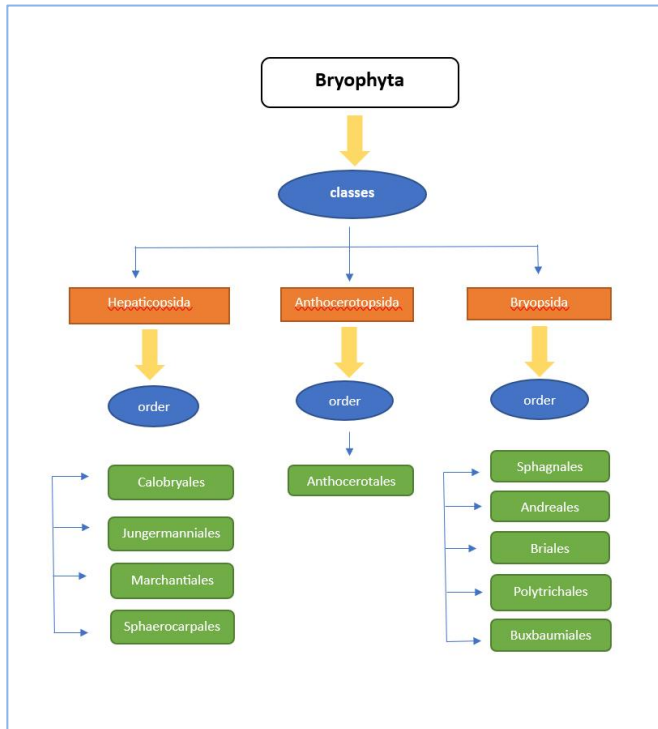 Bryophyta
classes
Hepaticopsida
Anthocerotopsida
Bryopsida
order
order
order
Calobryales
Jungermanniales
Marchantiales
Sphaerocarpales
Anthocerotales
Sphagnales
Andreales
Briales
Polytrichales
Buxbaumiales